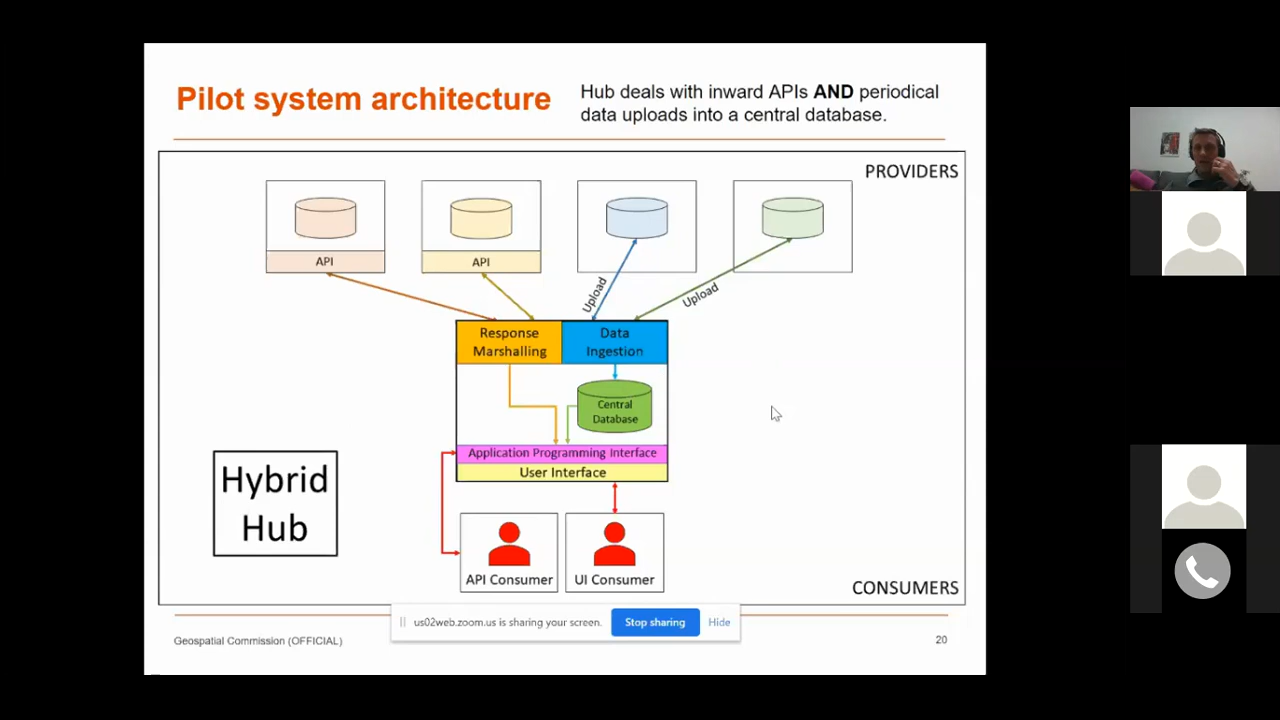 Pilot system architecture
Hub deals with inward APIs AND periodical
data uploads into a central database.
PROVIDERS
API
API
Upload
Upload
Response
Marshalling
Data
Ingestion
Central
Database
Application Programming Interface
User Interface
Hybrid
Hub
API Consumer
UI Consumer
CONSUMERS
us02web.zoom.us is sharing your screen.
Stop sharing
Hide
Geospatial Commission (OFFICIAL)
20